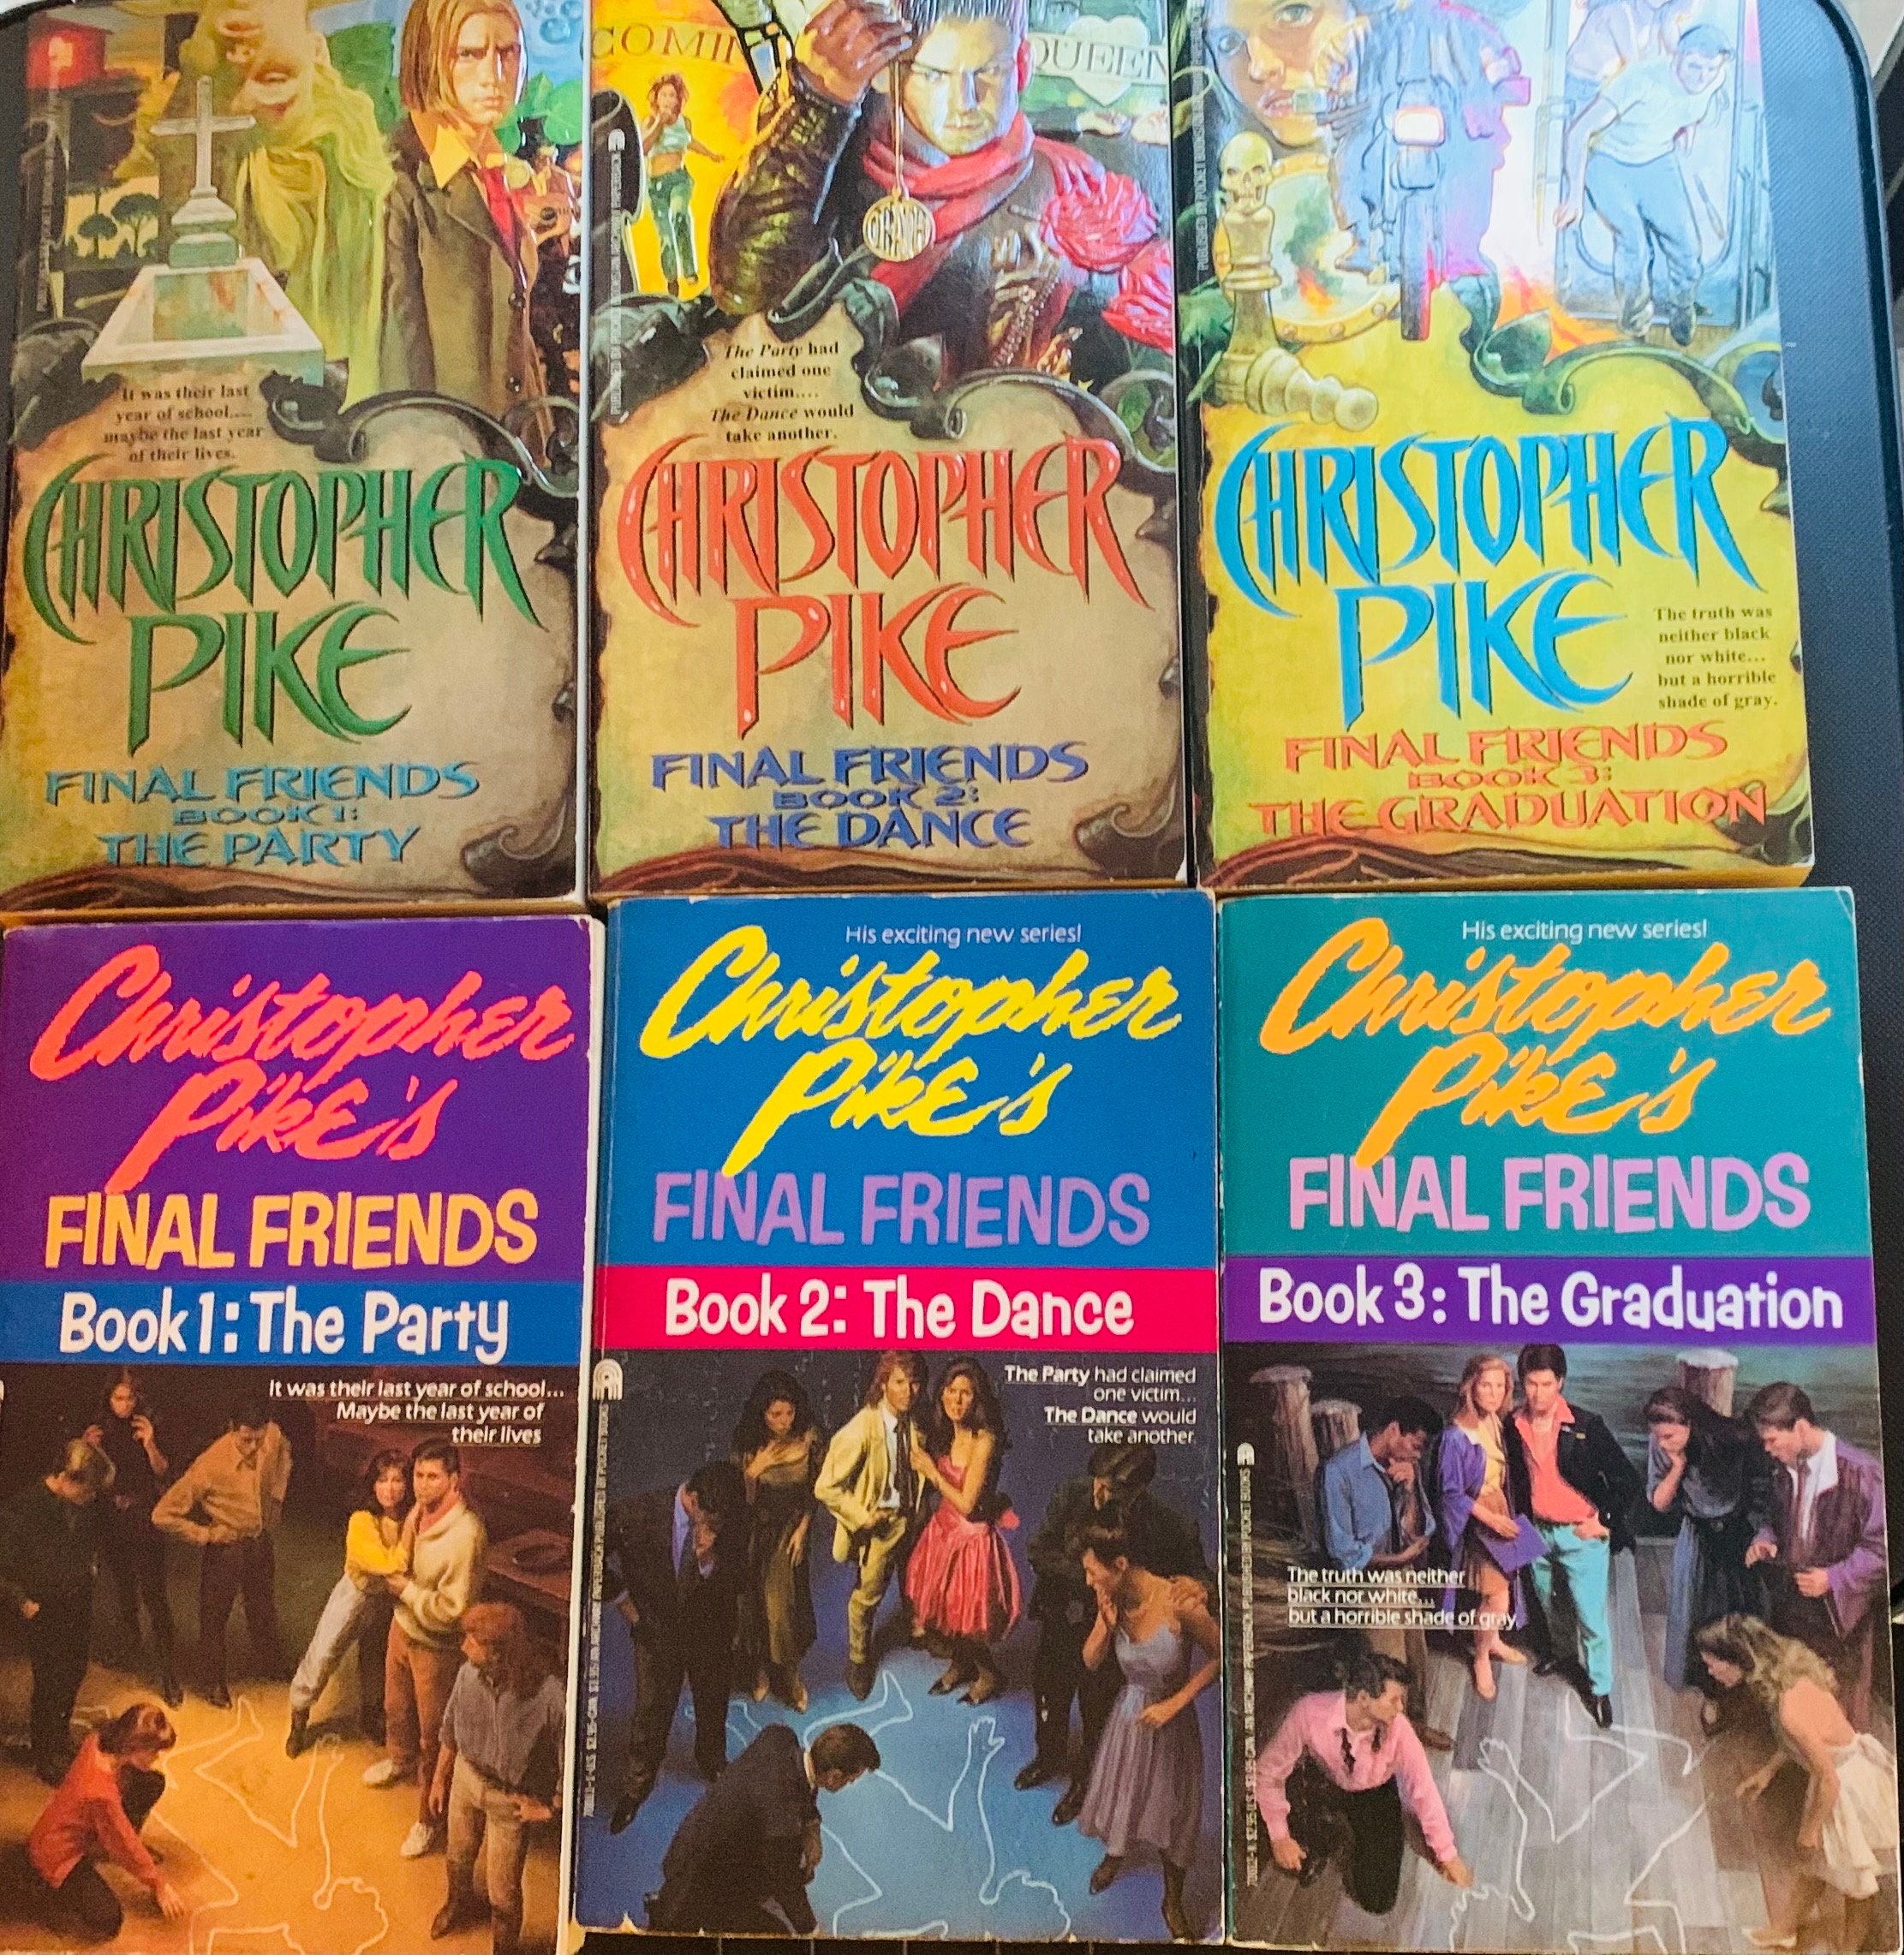 It was their last
year of school....
maybe the last year
of their lives.
CHRISTOPHER
PIKE
FINAL FRIENDS
BOOK 1:
THE PARTY
COMI
QUEEN
The Party had
claimed one
victim....
The Dance would
take another.
CHRISTOPHER
PIKE
FINAL FRIENDS
BOOK 2:
THE DANCE
CHRISTOPHER
PIKE
The truth was
neither black
nor white...
but a horrible
shade of gray.
FINAL FRIENDS
BOOK 3:
THE GRADUATION
Christopher
Pike's
FINAL FRIENDS
Book 1: The Party
It was their last year of school...
Maybe the last year of
their lives
His exciting new series!
Christopher
Pike's
FINAL FRIENDS
Book 2: The Dance
The Party had claimed
one victim...
The Dance would
take another.
His exciting new series!
Christopher
Pike's
FINAL FRIENDS
Book 3: The Graduation
The truth was neither
black nor white...
but a horrible shade of gray.